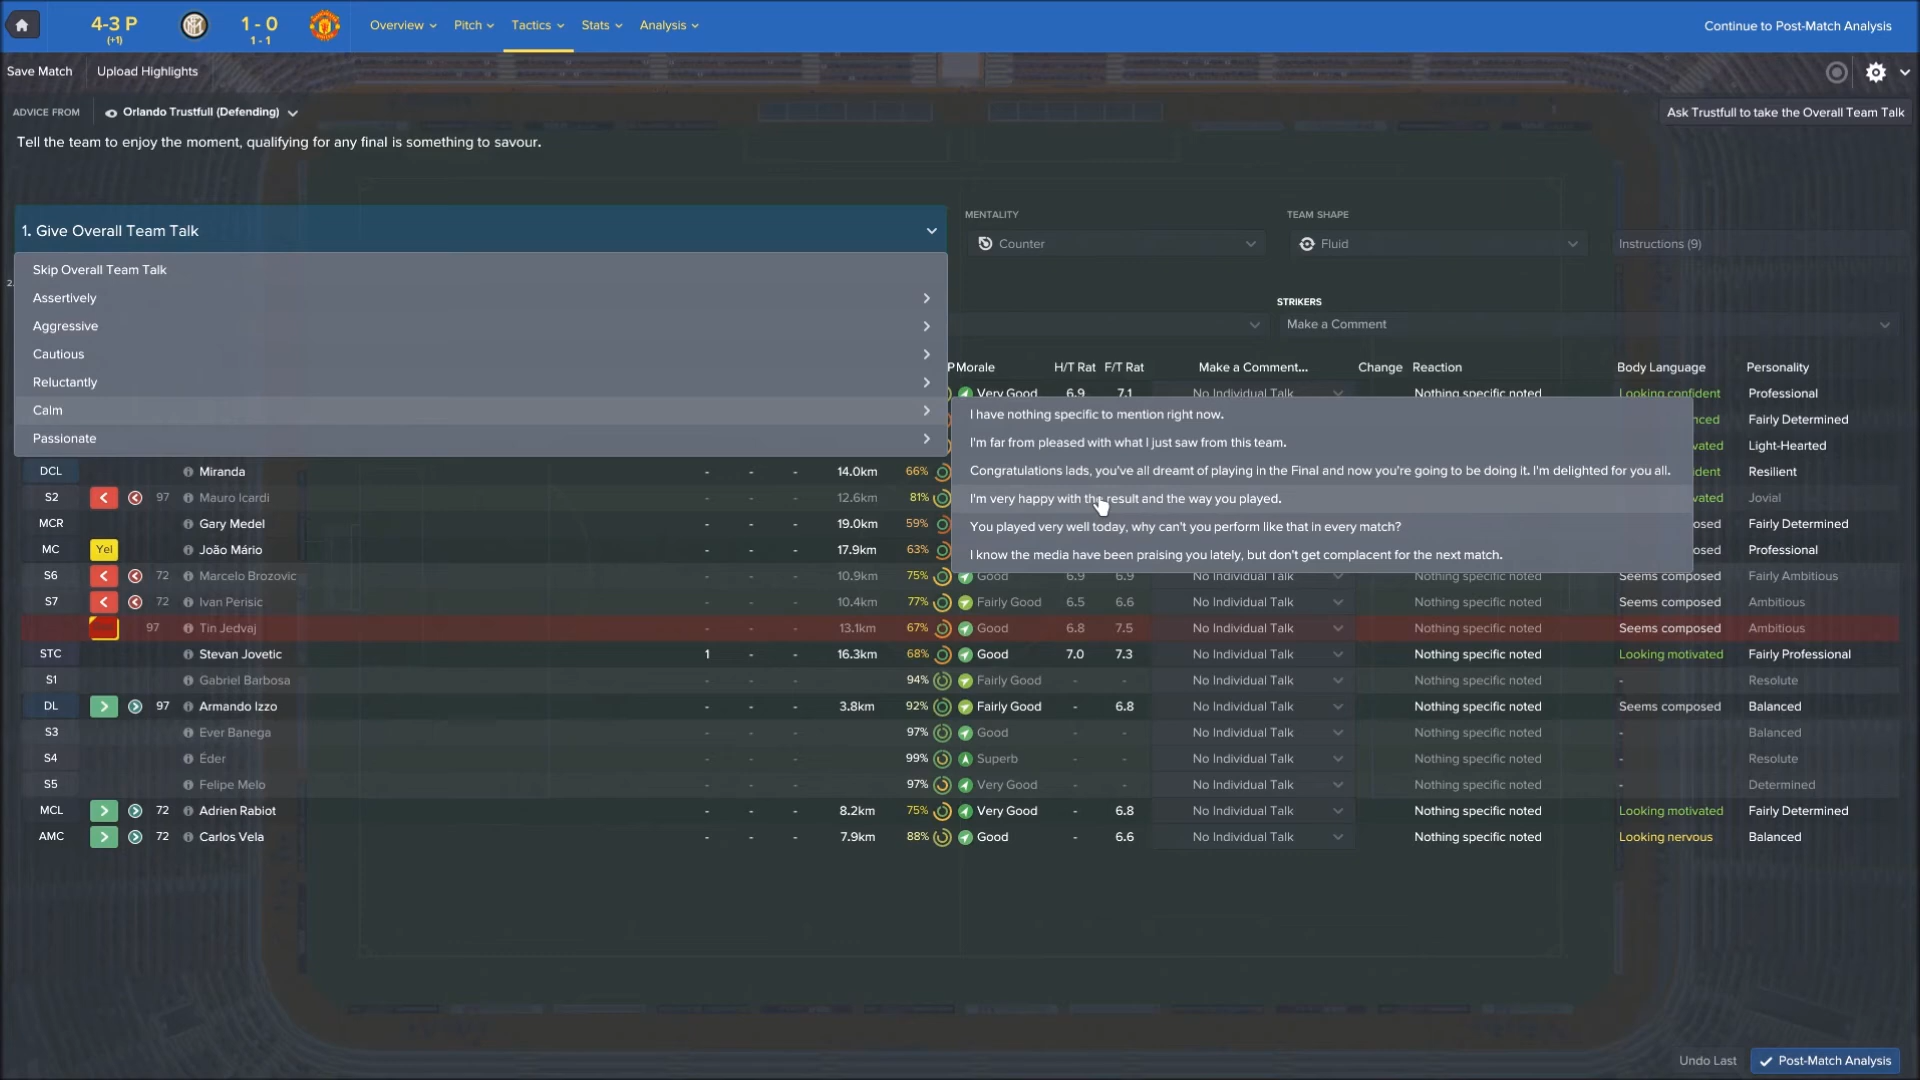 4-3 P
(+1)
1 - 0
1 - 1
Overview
Pitch
Tactics
Stats
Analysis
Continue to Post-Match Analysis
Save Match
Upload Highlights
ADVICE FROM
Orlando Trustfull (Defending)
Ask Trustfull to take the Overall Team Talk
Tell the team to enjoy the moment, qualifying for any final is something to savour.
1. Give Overall Team Talk
MENTALITY
Counter
TEAM SHAPE
Fluid
Instructions (9)
Skip Overall Team Talk
Assertively
Aggressive
Cautious
Reluctantly
Calm
Passionate
STRIKERS
Make a Comment
Morale H/T Rat F/T Rat Make a Comment... Change Reaction Body Language Personality
Very Good 6.9 7.1 No Individual Talk Nothing specific noted Looking confident Professional
Fairly Determined
Light-Hearted
I have nothing specific to mention right now.
I'm far from pleased with what I just saw from this team.
Congratulations lads, you've all dreamt of playing in the Final and now you're going to be doing it. I'm delighted for you all.
I'm very happy with the result and the way you played.
You played very well today, why can't you perform like that in every match?
I know the media have been praising you lately, but don't get complacent for the next match.
DCL Miranda - - - 14.0km 66% Resilient
S2 97 Mauro Icardi - - - 12.6km 81% Jovial
MCR Gary Medel - - - 19.0km 59% Fairly Determined
MC Yel João Mário - - - 17.9km 63% Professional
S6 72 Marcelo Brozovic - - - 10.9km 75% Good 6.9 6.9 No Individual Talk Nothing specific noted Seems composed Fairly Ambitious
S7 72 Ivan Perisic - - - 10.4km 77% Fairly Good 6.5 6.6 No Individual Talk Nothing specific noted Seems composed Ambitious
97 Tin Jedvaj - - - 13.1km 67% Good 6.8 7.5 No Individual Talk Nothing specific noted Seems composed Ambitious
STC Stevan Jovetic 1 - - 16.3km 68% Good 7.0 7.3 No Individual Talk Nothing specific noted Looking motivated Fairly Professional
S1 Gabriel Barbosa - - - 94% Fairly Good - - No Individual Talk Nothing specific noted - Resolute
DL 97 Armando Izzo - - - 3.8km 92% Fairly Good - 6.8 No Individual Talk Nothing specific noted Seems composed Balanced
S3 Ever Banega - - - 97% Good - - No Individual Talk Nothing specific noted - Balanced
S4 Éder - - - 99% Superb - - No Individual Talk Nothing specific noted - Resolute
S5 Felipe Melo - - - 97% Very Good - - No Individual Talk Nothing specific noted - Determined
MCL 72 Adrien Rabiot - - - 8.2km 75% Very Good - 6.8 No Individual Talk Nothing specific noted Looking motivated Fairly Determined
AMC 72 Carlos Vela - - - 7.9km 88% Good - 6.6 No Individual Talk Nothing specific noted Looking nervous Balanced
Undo Last
Post-Match Analysis